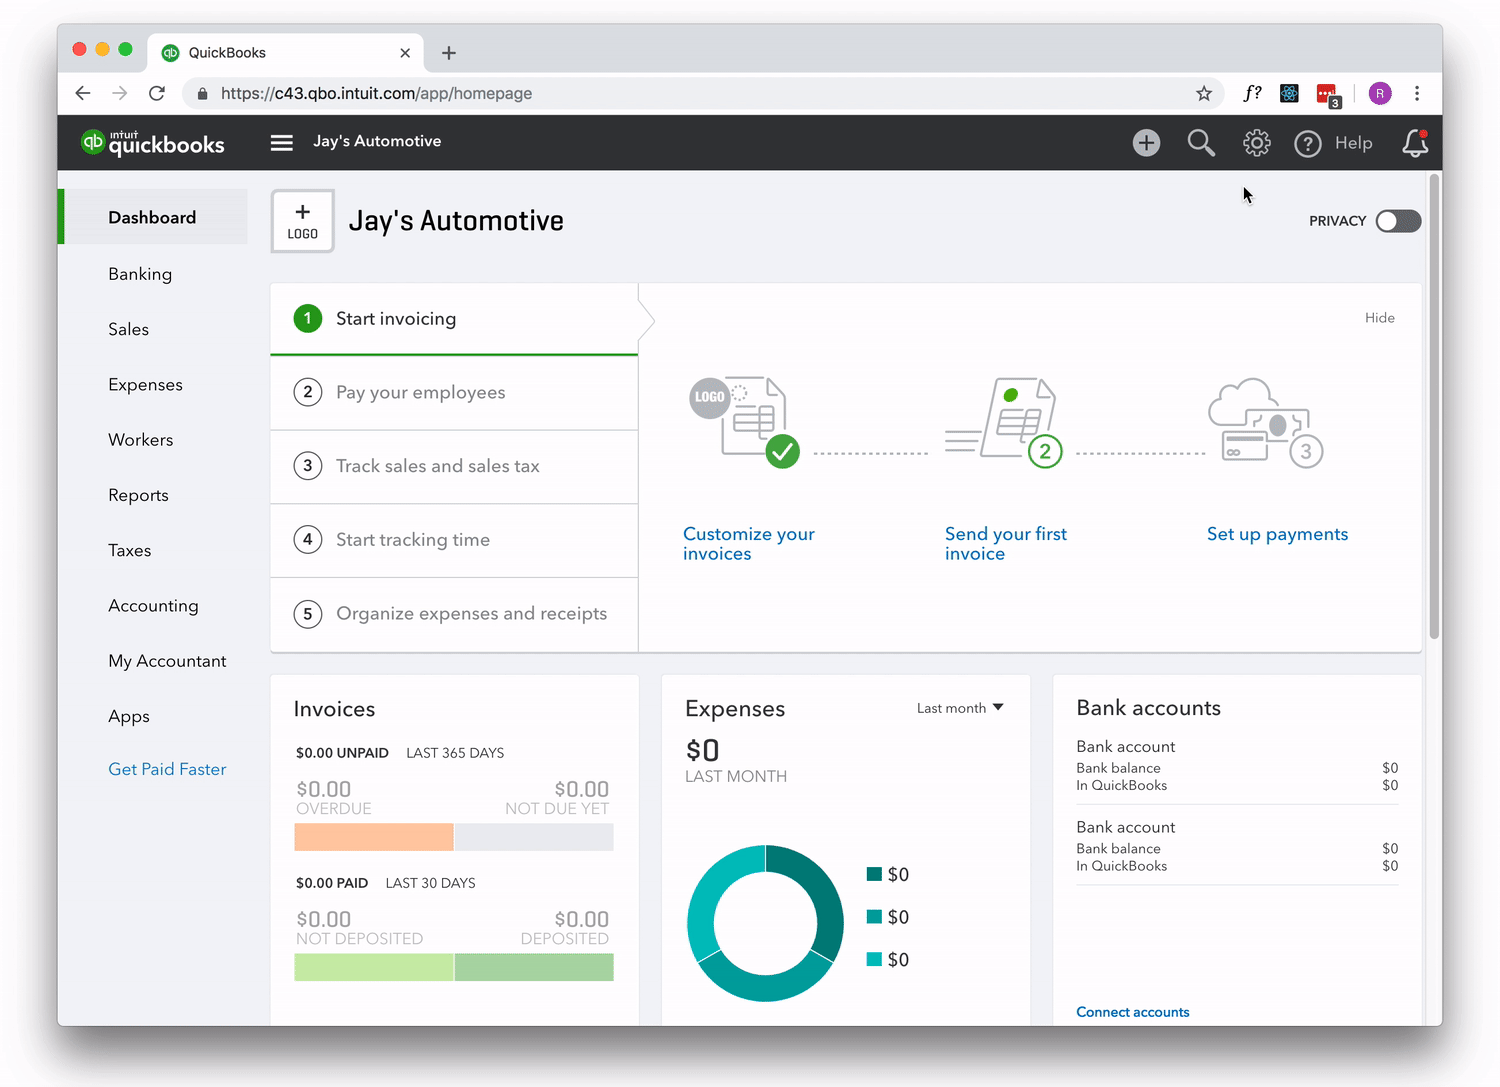 QuickBooks
https://c43.qbo.intuit.com/app/homepage
f?
3
R
qb intuit quickbooks
Jay's Automotive
? Help
Dashboard
Banking
Sales
Expenses
Workers
Reports
Taxes
Accounting
My Accountant
Apps
Get Paid Faster
+
LOGO
Jay's Automotive
PRIVACY
1 Start invoicing
2 Pay your employees
3 Track sales and sales tax
4 Start tracking time
5 Organize expenses and receipts
Hide
LOGO
2
3
Customize your
invoices
Send your first
invoice
Set up payments
Invoices
$0.00 UNPAID LAST 365 DAYS
$0.00 $0.00
OVERDUE NOT DUE YET
$0.00 PAID LAST 30 DAYS
$0.00 $0.00
NOT DEPOSITED DEPOSITED
Expenses Last month
$0
LAST MONTH
$0
$0
$0
Bank accounts
Bank account
Bank balance $0
In QuickBooks $0
Bank account
Bank balance $0
In QuickBooks $0
Connect accounts